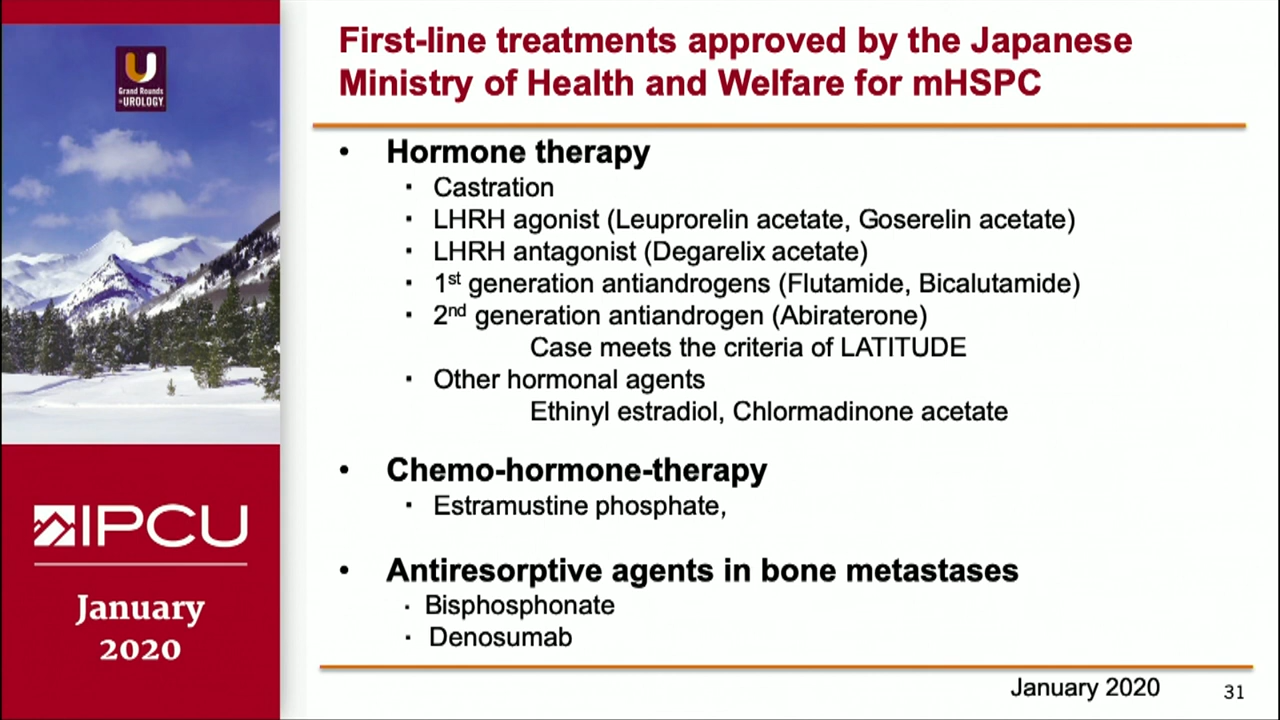 First-line treatments approved by the Japanese
Ministry of Health and Welfare for mHSPC
U
Grand Rounds
in UROLOGY
• Hormone therapy
▪ Castration
▪ LHRH agonist (Leuprorelin acetate, Goserelin acetate)
▪ LHRH antagonist (Degarelix acetate)
▪ 1st generation antiandrogens (Flutamide, Bicalutamide)
▪ 2nd generation antiandrogen (Abiraterone)
Case meets the criteria of LATITUDE
▪ Other hormonal agents
Ethinyl estradiol, Chlormadinone acetate
• Chemo-hormone-therapy
▪ Estramustine phosphate,
• Antiresorptive agents in bone metastases
▪ Bisphosphonate
▪ Denosumab
IPCU
January
2020
January 2020
31